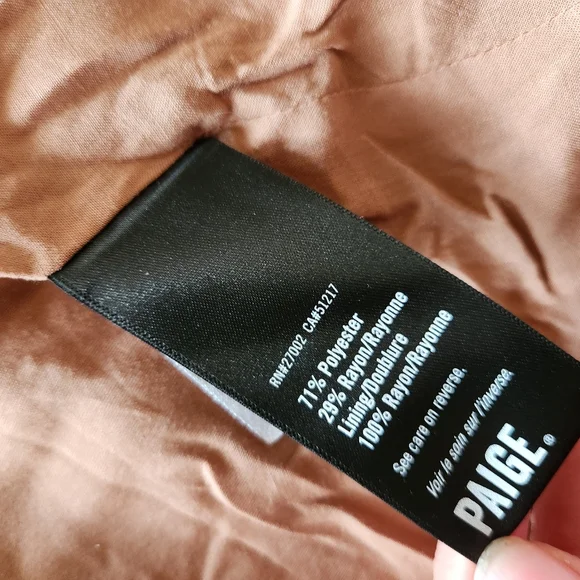 RN#27002 CA#51217
71% Polyester
29% Rayon/Rayonne
Lining/Doublure
100% Rayon/Rayonne
See care on reverse.
Voir le soin sur l'inverse.
PAIGE®